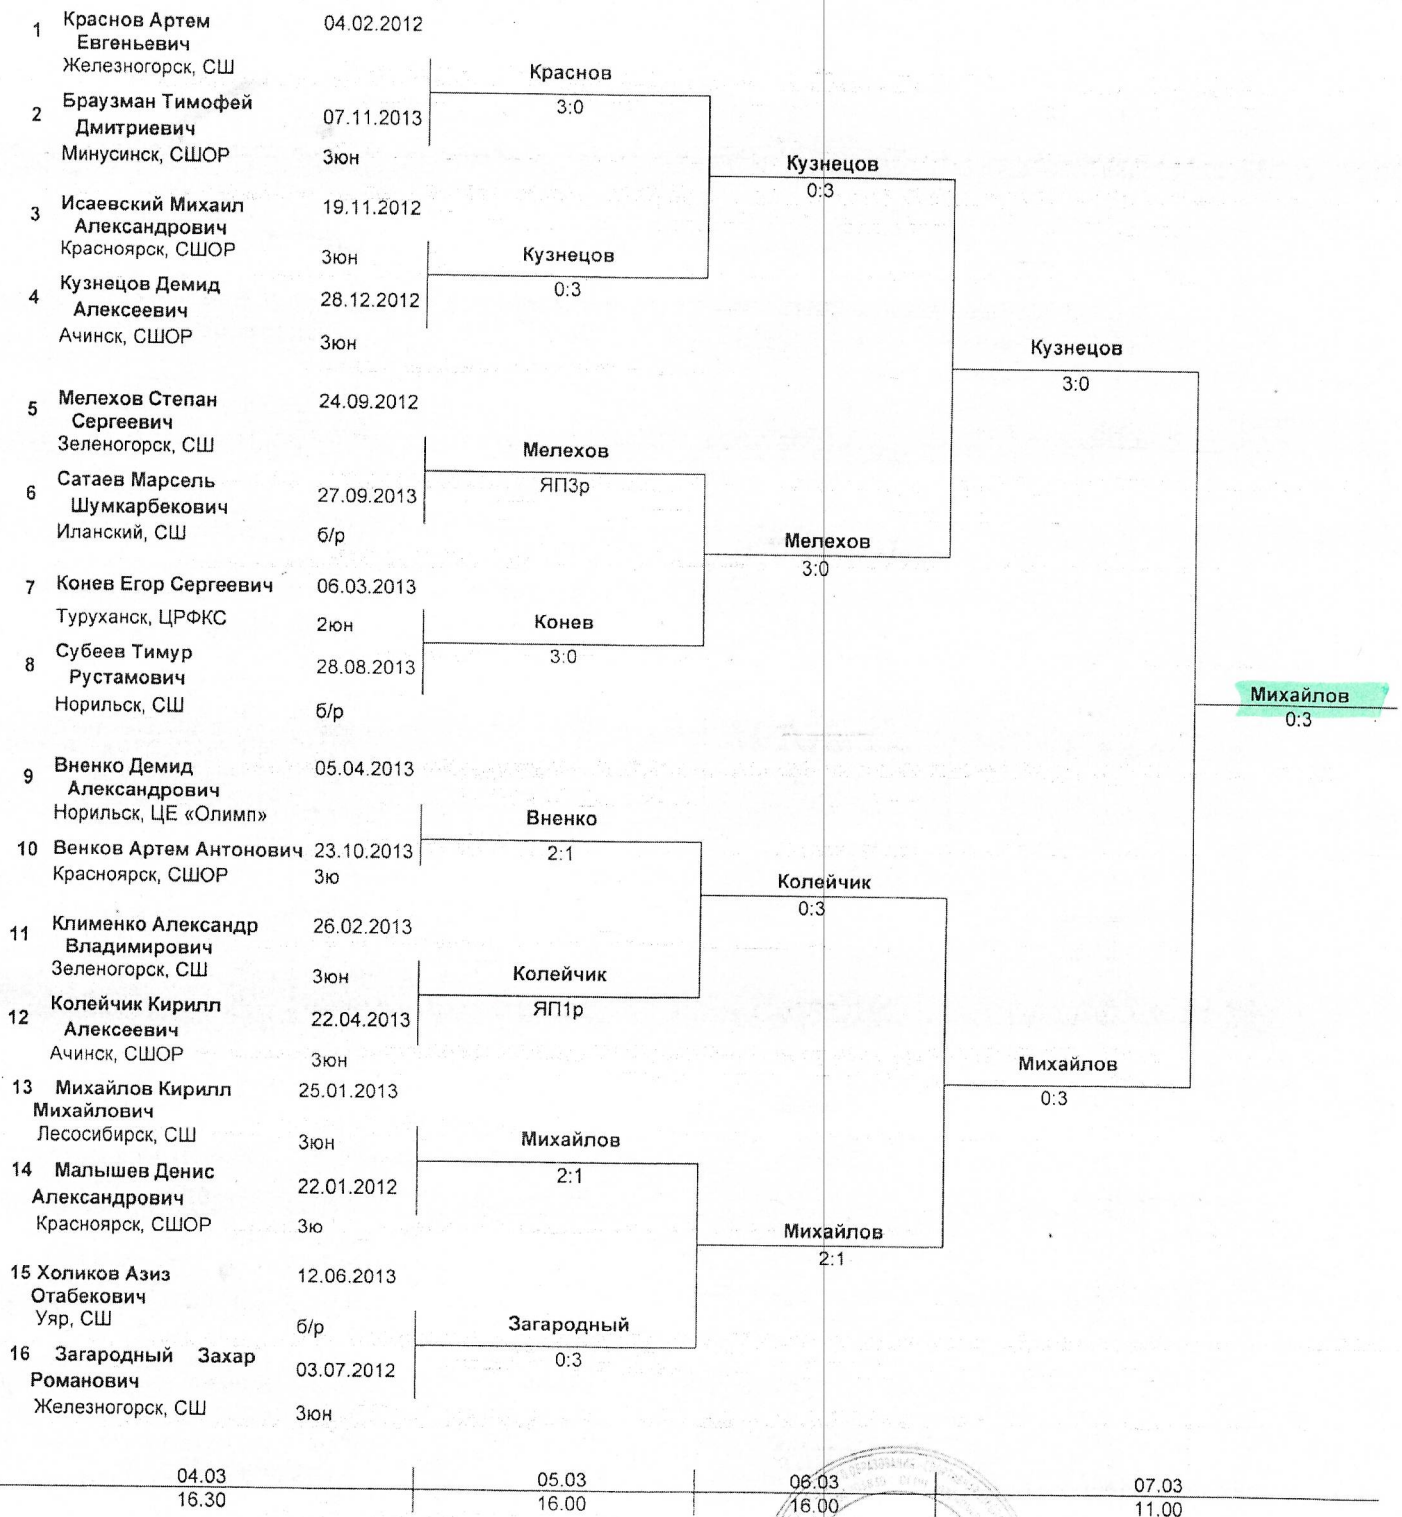 1 Краснов Артем 04.02.2012
Евгеньевич
Железногорск, СШ
Краснов
3:0
2 Браузман Тимофей
Дмитриевич 07.11.2013
Минусинск, СШОР 3юн
Кузнецов
0:3
3 Исаевский Михаил 19.11.2012
Александрович
Красноярск, СШОР 3юн
Кузнецов
0:3
4 Кузнецов Демид
Алексеевич 28.12.2012
Ачинск, СШОР 3юн
Кузнецов
3:0
5 Мелехов Степан 24.09.2012
Сергеевич
Зеленогорск, СШ
Мелехов
ЯП3р
6 Сатаев Марсель
Шумкарбекович 27.09.2013
Иланский, СШ б/р
Мелехов
3:0
7 Конев Егор Сергеевич 06.03.2013
Туруханск, ЦРФКС 2юн
Конев
3:0
8 Субеев Тимур
Рустамович 28.08.2013
Норильск, СШ б/р
Михайлов
0:3
9 Вненко Демид 05.04.2013
Александрович
Норильск, ЦЕ «Олимп»
Вненко
2:1
10 Венков Артем Антонович 23.10.2013
Красноярск, СШОР 3ю
Колейчик
0:3
11 Клименко Александр 26.02.2013
Владимирович
Зеленогорск, СШ 3юн
Колейчик
ЯП1р
12 Колейчик Кирилл
Алексеевич 22.04.2013
Ачинск, СШОР 3юн
Михайлов
0:3
13 Михайлов Кирилл 25.01.2013
Михайлович
Лесосибирск, СШ 3юн
Михайлов
2:1
14 Малышев Денис
Александрович 22.01.2012
Красноярск, СШОР 3ю
Михайлов
2:1
15 Холиков Азиз 12.06.2013
Отабекович
Уяр, СШ б/р
Загародный
0:3
16 Загародный Захар
Романович 03.07.2012
Железногорск, СШ 3юн
04.03 05.03 06.03 07.03
16.30 16.00 16.00 11.00